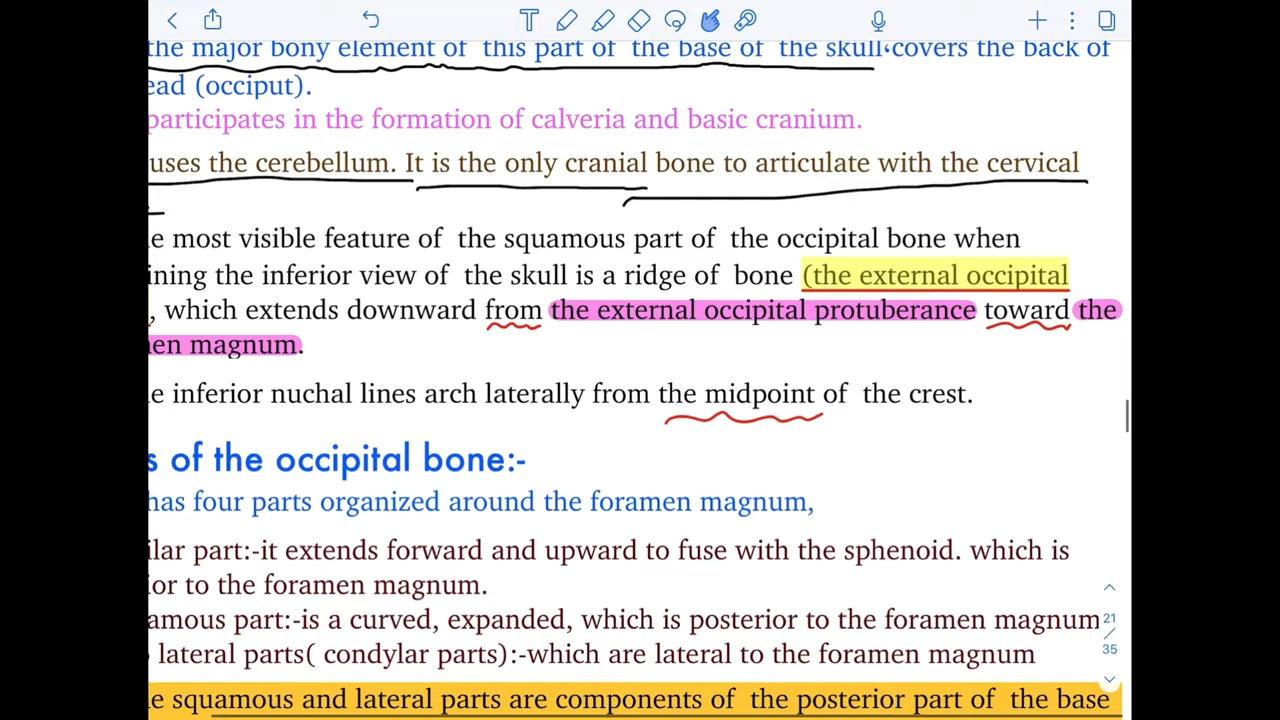 the major bony element of this part of the base of the skull covers the back of
ead (occiput).
participates in the formation of calveria and basic cranium.
uses the cerebellum. It is the only cranial bone to articulate with the cervical
e most visible feature of the squamous part of the occipital bone when
ining the inferior view of the skull is a ridge of bone (the external occipital
, which extends downward from the external occipital protuberance toward the
en magnum.
e inferior nuchal lines arch laterally from the midpoint of the crest.
s of the occipital bone:-
has four parts organized around the foramen magnum,
ilar part:-it extends forward and upward to fuse with the sphenoid. which is
ior to the foramen magnum.
amous part:-is a curved, expanded, which is posterior to the foramen magnum
lateral parts( condylar parts):-which are lateral to the foramen magnum
e squamous and lateral parts are components of the posterior part of the base
21
/
35